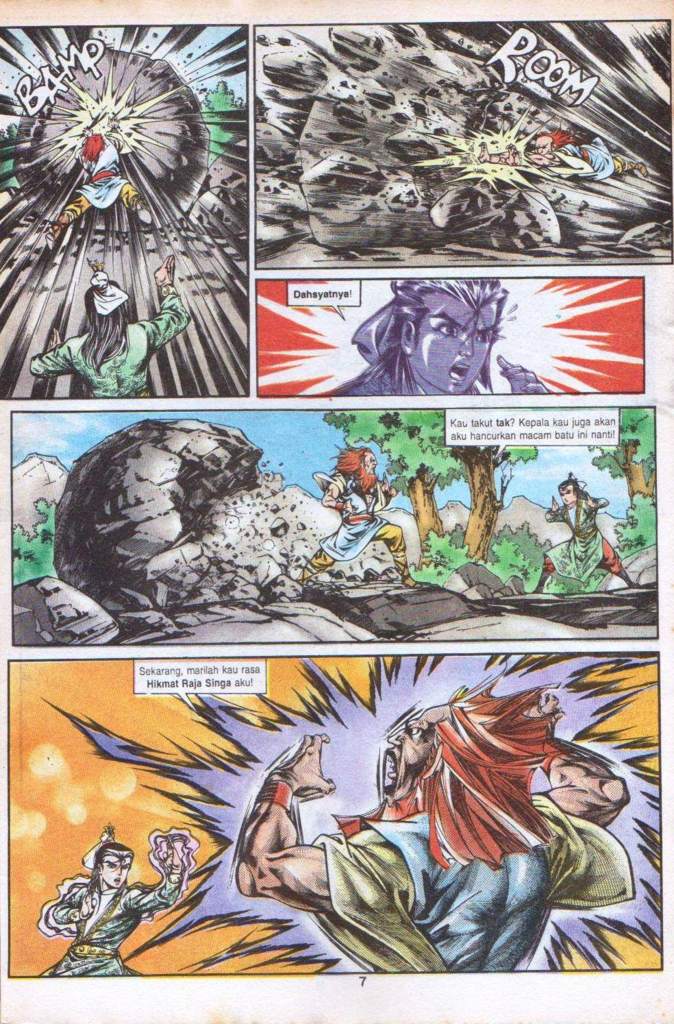 BAMP
ROOM
Dahsyatnya!
Kau takut tak? Kepala kau juga akan
aku hancurkan macam batu ini nanti!
Sekarang, marilah kau rasa
Hikmat Raja Singa aku!
7